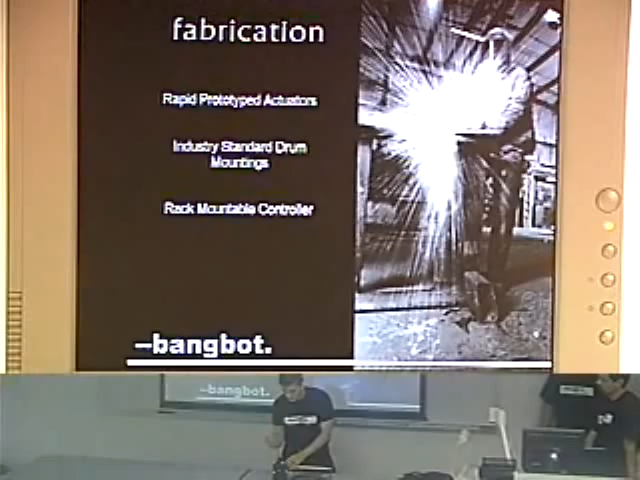 fabrication
Rapid Prototyped Actuators
Industry Standard Drum
Mountings
Rack Mountable Controller
–bangbot.
–bangbot.